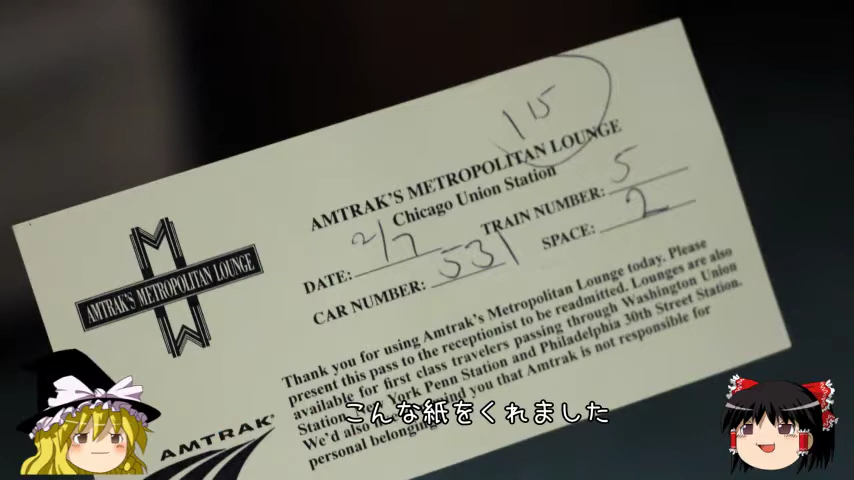 115
AMTRAK'S METROPOLITAN LOUNGE
Chicago Union Station
DATE: 2/7 TRAIN NUMBER: 5
CAR NUMBER: 531 SPACE: 2
AMTRAK'S METROPOLITAN LOUNGE
Thank you for using Amtrak's Metropolitan Lounge today. Please
present this pass to the receptionist to be readmitted. Lounges are also
available for first class travelers passing through Washington Union
Station, York Penn Station and Philadelphia 30th Street Station.
We'd also you that Amtrak is not responsible for
personal
AMTRAK
こんな紙をくれました